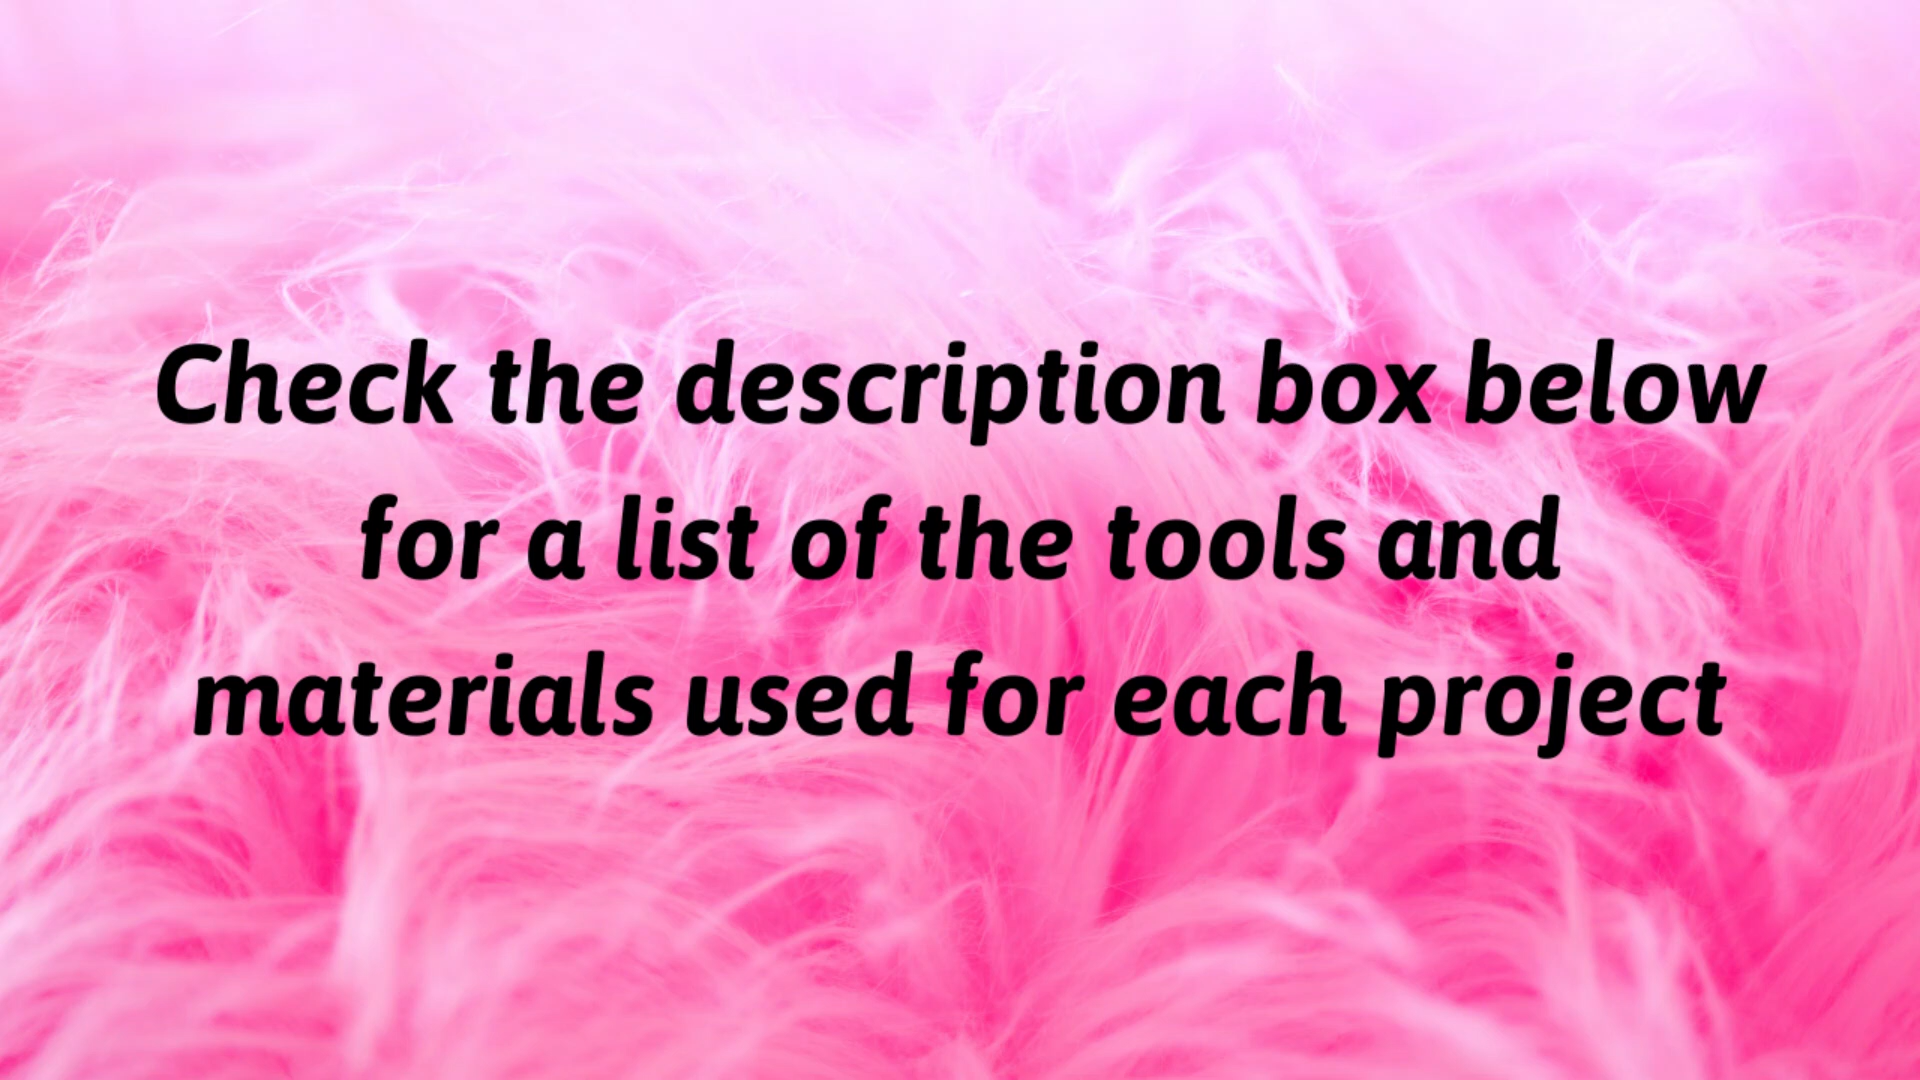 Check the description box below
for a list of the tools and
materials used for each project